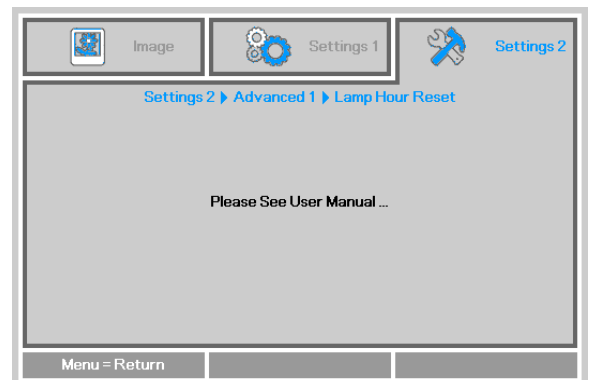 Image Settings 1 Settings 2
Settings 2 Advanced 1 Lamp Hour Reset
Please See User Manual ...
Menu = Return